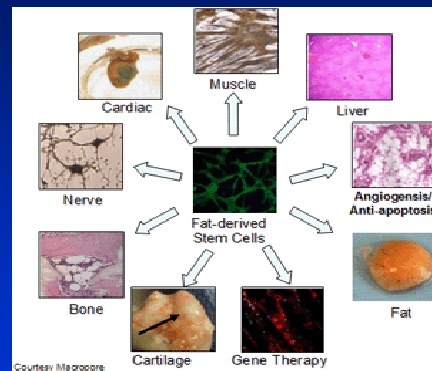 Muscle
Cardiac
Liver
Nerve
Angiogensis/
Anti-apoptosis
Fat-derived
Stem Cells
Bone
Fat
Cartilage
Gene Therapy
Courtesy Macropore